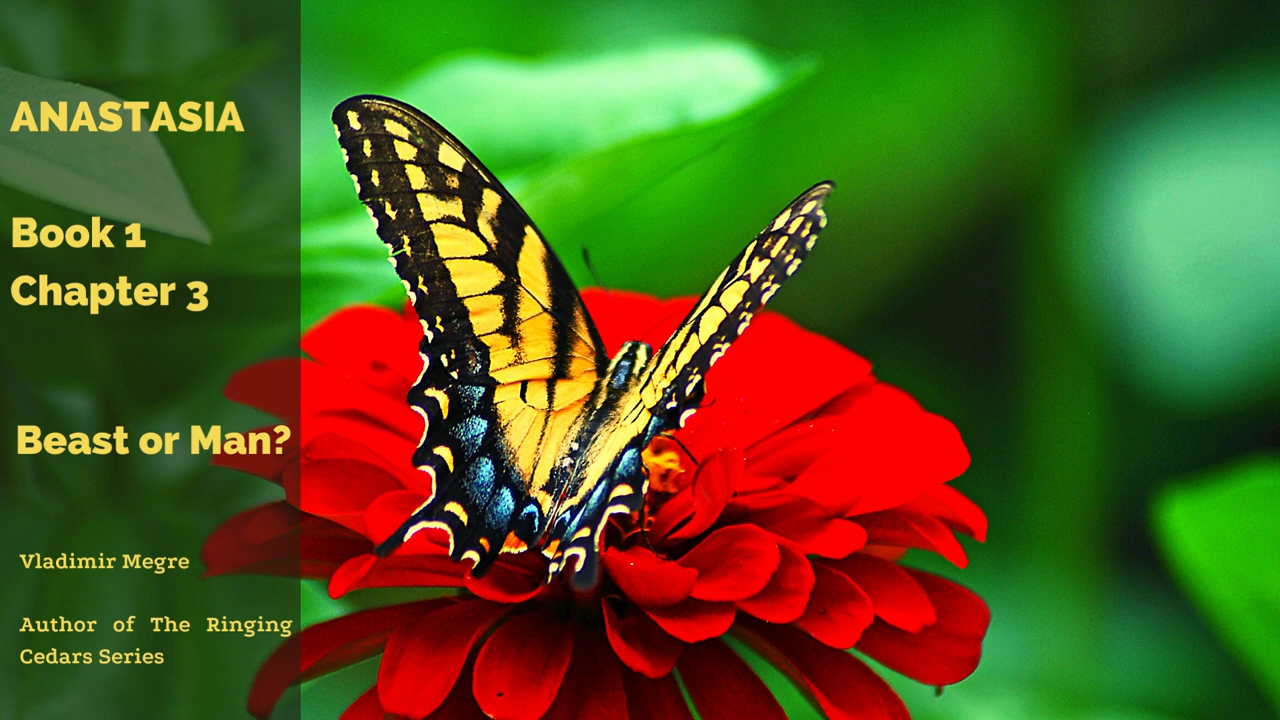 ANASTASIA
Book 1
Chapter 3
Beast or Man?
Vladimir Megre
Author of The Ringing
Cedars Series